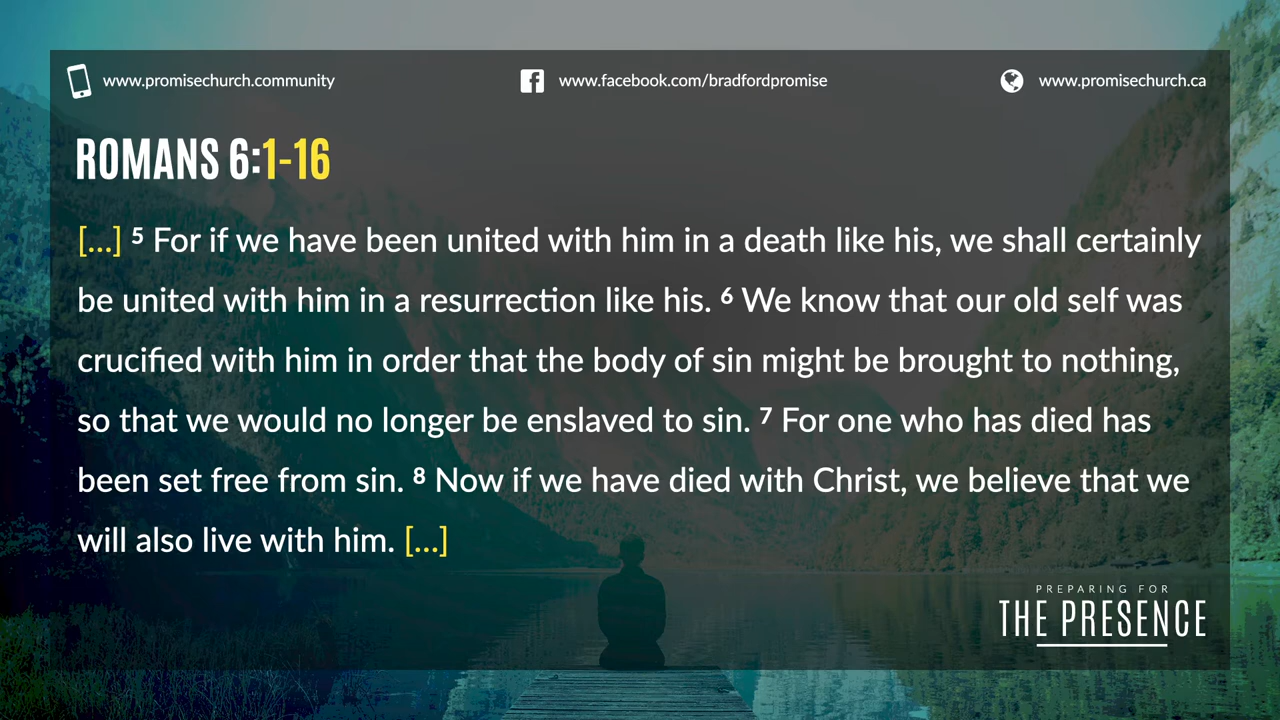 www.promisechurch.community
www.facebook.com/bradfordpromise
www.promisechurch.ca
ROMANS 6:1-16
[...] 5 For if we have been united with him in a death like his, we shall certainly
be united with him in a resurrection like his. 6 We know that our old self was
crucified with him in order that the body of sin might be brought to nothing,
so that we would no longer be enslaved to sin. 7 For one who has died has
been set free from sin. 8 Now if we have died with Christ, we believe that we
will also live with him. [...]
PREPARING FOR
THE PRESENCE